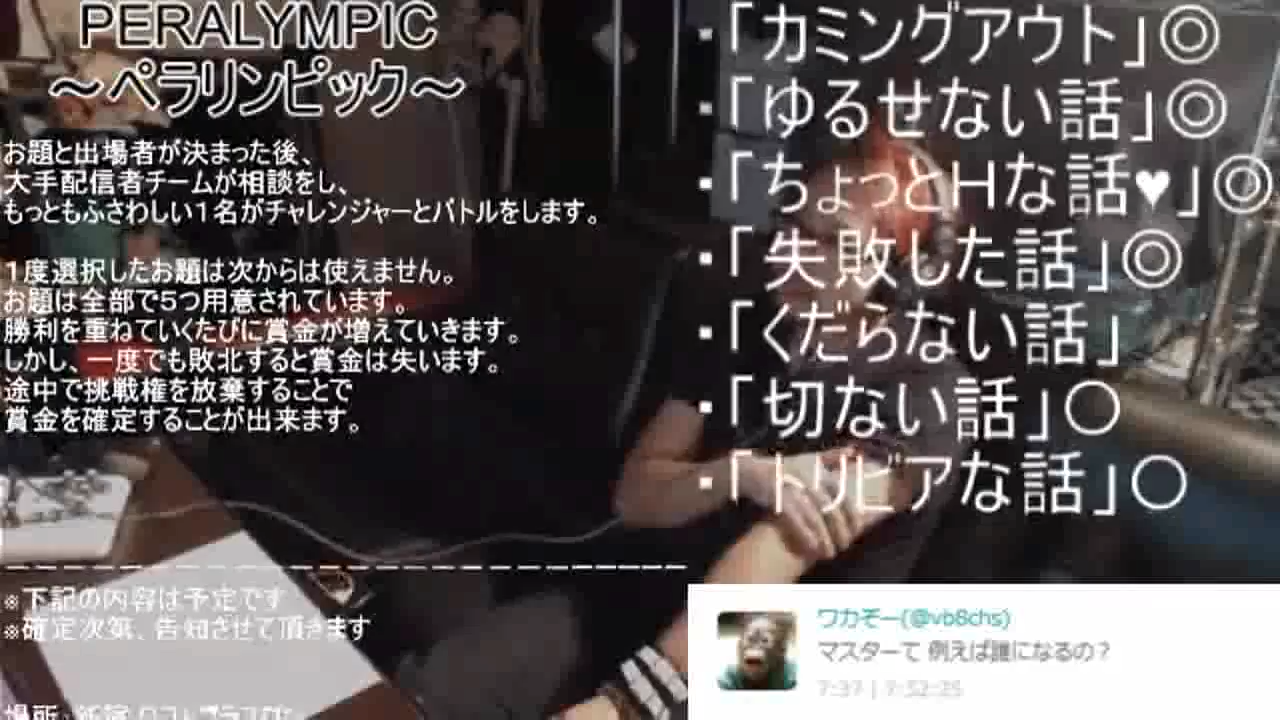 PERALYMPIC
～ペラリンピック～
お題と出場者が決まった後、
大手配信者チームが相談をし、
もっともふさわしい１名がチャレンジャーとバトルをします。
１度選択したお題は次からは使えません。
お題は全部で５つ用意されています。
勝利を重ねていくたびに賞金が増えていきます。
しかし、一度でも敗北すると賞金は失います。
途中で挑戦権を放棄することで
賞金を確定することが出来ます。
※下記の内容は予定です
※確定次第、告知させて頂きます
場所：新宿
・「カミングアウト」◎
・「ゆるせない話」◎
・「ちょっとHな話♥」◎
・「失敗した話」◎
・「くだらない話」
・「切ない話」○
・「トリビアな話」○
ワカそー(@vb8chs)
マスターて 例えば誰になるの？
7:37 | 7:52:25